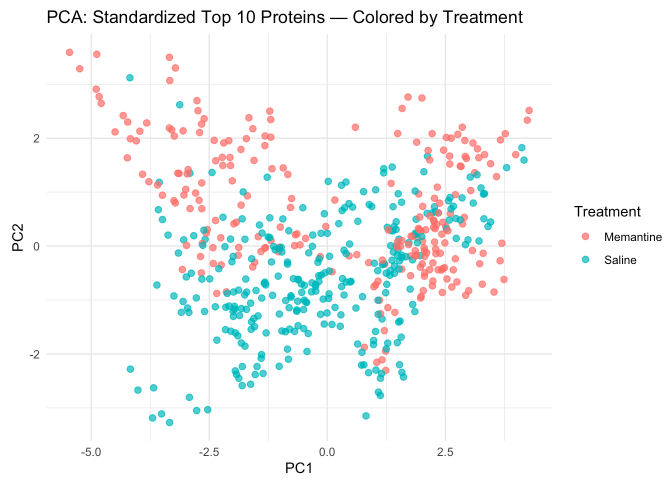 PCA: Standardized Top 10 Proteins — Colored by Treatment
PC2
2
0
-2
-5.0
-2.5
0.0
2.5
PC1
Treatment
Memantine
Saline